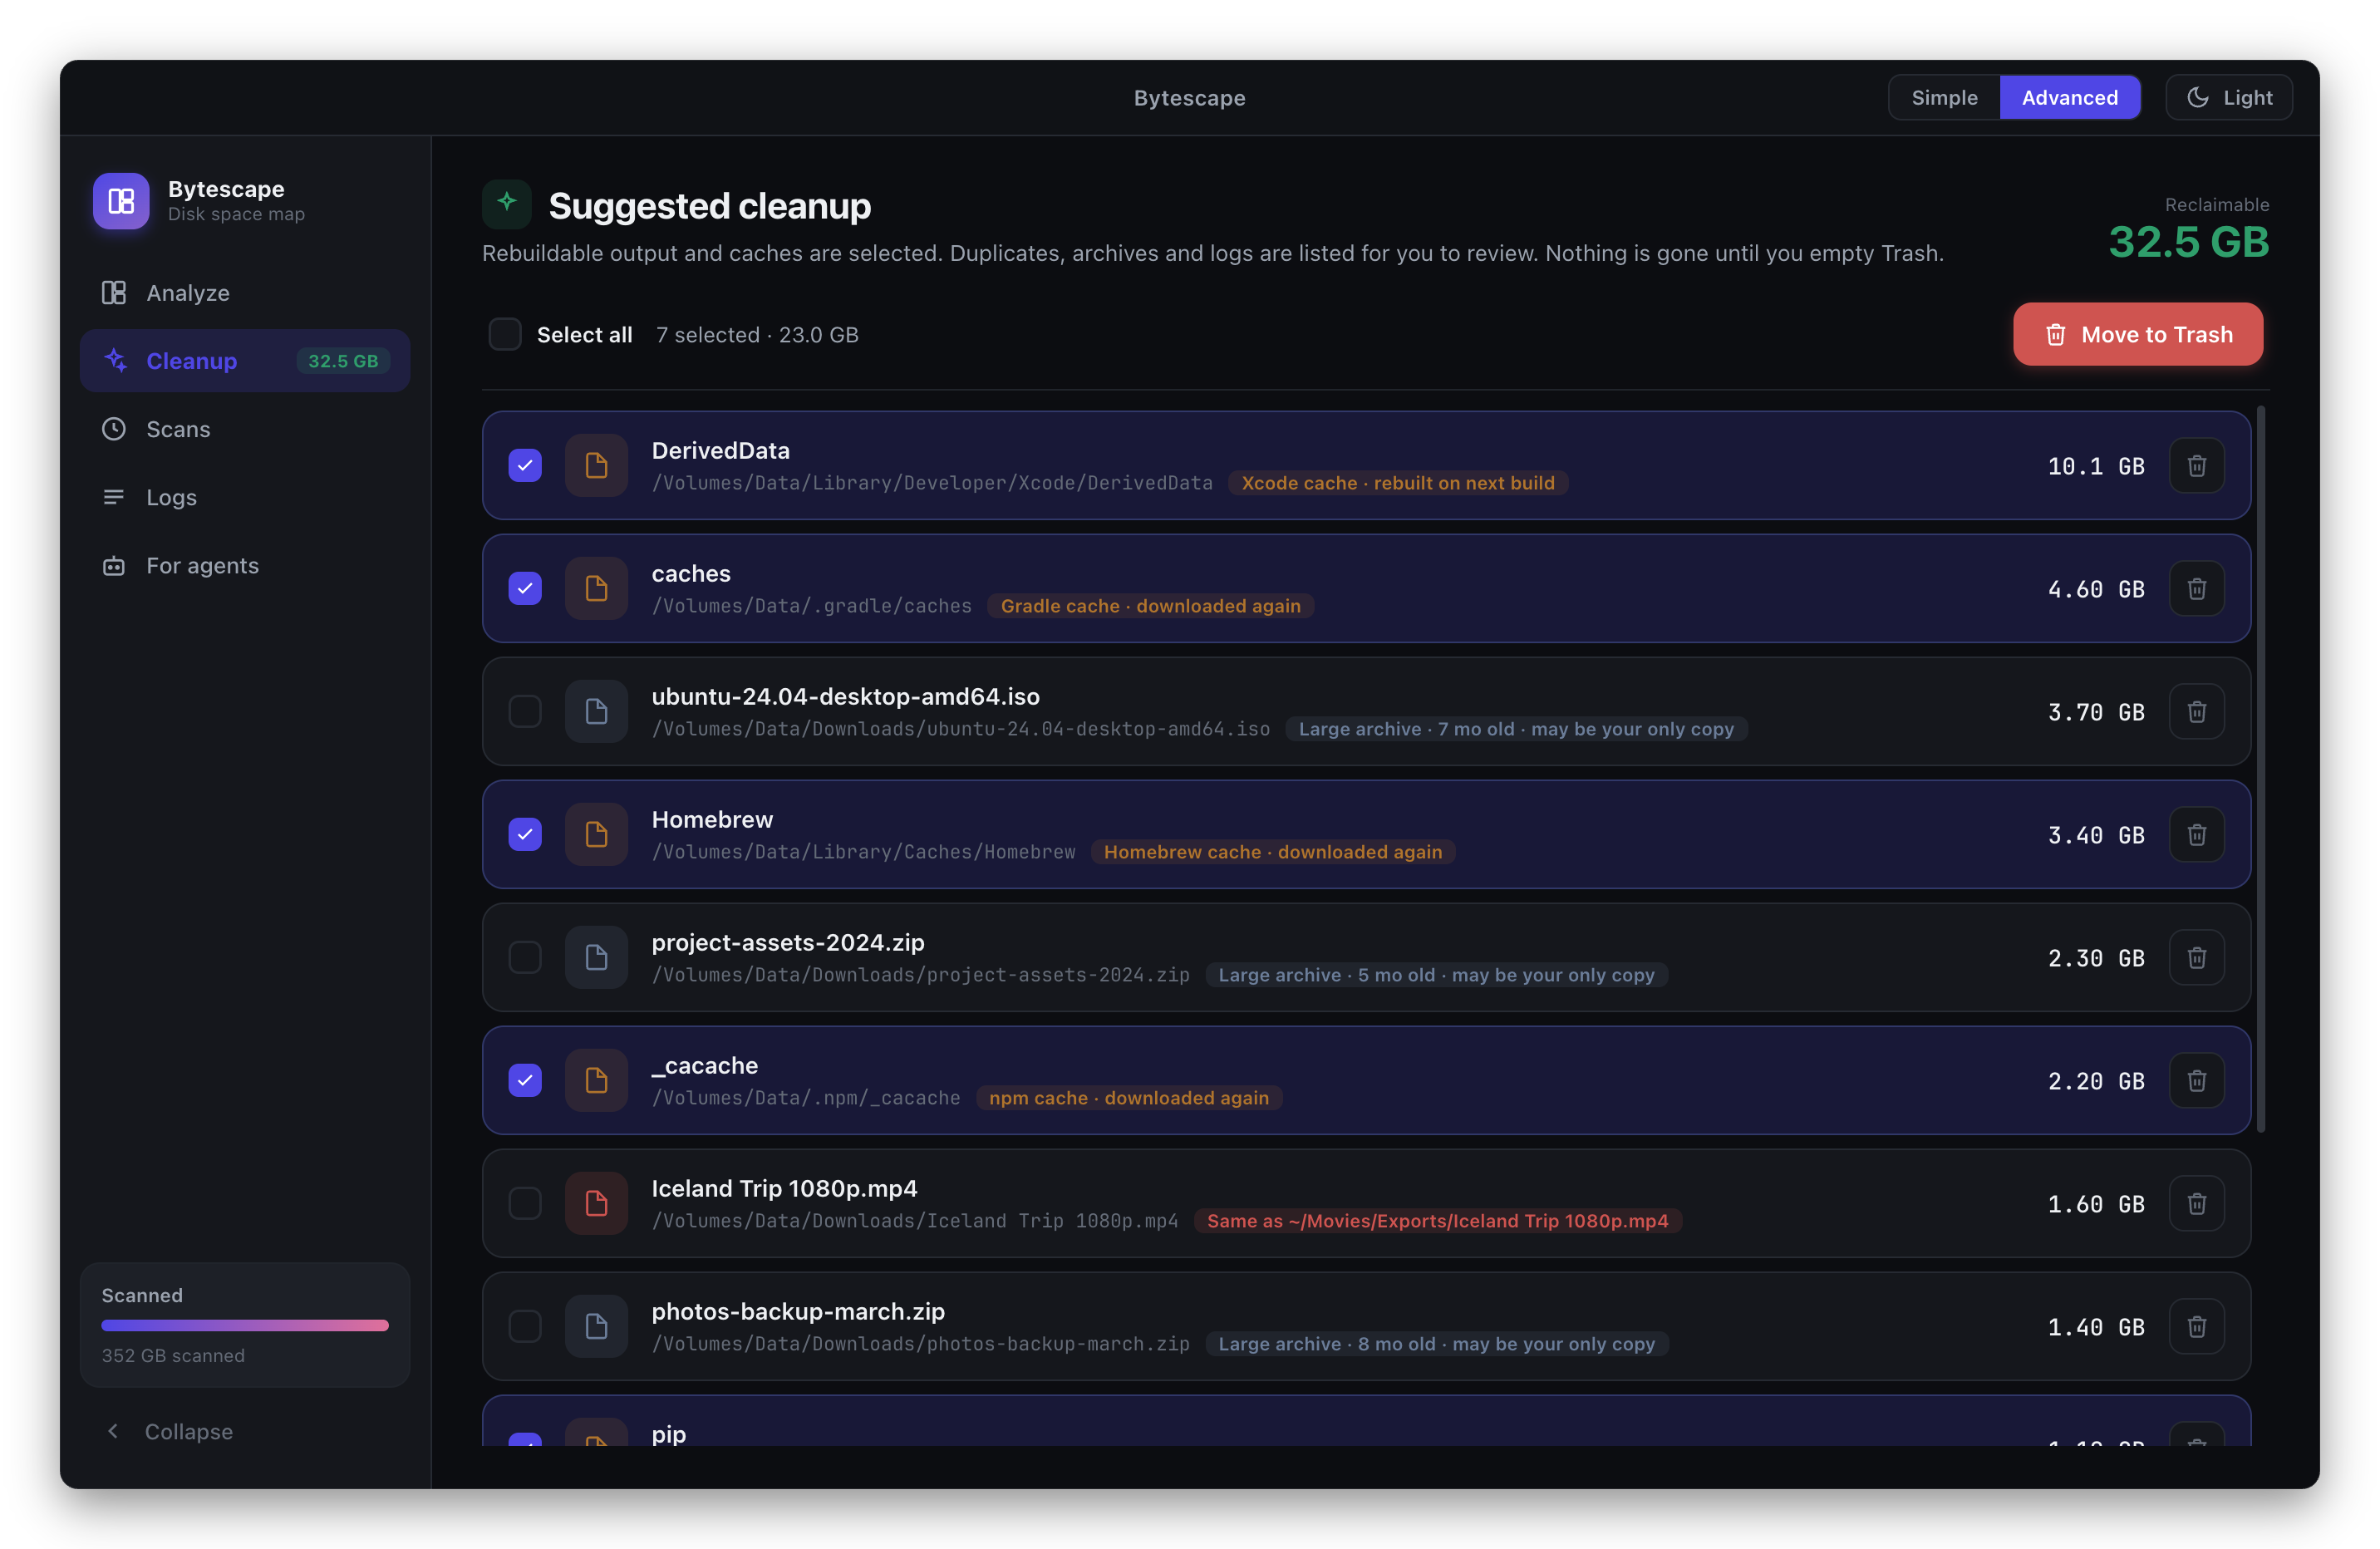 Bytescape
Simple
Advanced
Light
Bytescape
Disk space map
Analyze
Cleanup
32.5 GB
Scans
Logs
For agents
Scanned
352 GB scanned
Collapse
Suggested cleanup
Rebuildable output and caches are selected. Duplicates, archives and logs are listed for you to review. Nothing is gone until you empty Trash.
Reclaimable
32.5 GB
Select all
7 selected · 23.0 GB
Move to Trash
DerivedData
/Volumes/Data/Library/Developer/Xcode/DerivedData Xcode cache · rebuilt on next build
10.1 GB
caches
/Volumes/Data/.gradle/caches Gradle cache · downloaded again
4.60 GB
ubuntu-24.04-desktop-amd64.iso
/Volumes/Data/Downloads/ubuntu-24.04-desktop-amd64.iso Large archive · 7 mo old · may be your only copy
3.70 GB
Homebrew
/Volumes/Data/Library/Caches/Homebrew Homebrew cache · downloaded again
3.40 GB
project-assets-2024.zip
/Volumes/Data/Downloads/project-assets-2024.zip Large archive · 5 mo old · may be your only copy
2.30 GB
_cacache
/Volumes/Data/.npm/_cacache npm cache · downloaded again
2.20 GB
Iceland Trip 1080p.mp4
/Volumes/Data/Downloads/Iceland Trip 1080p.mp4 Same as ~/Movies/Exports/Iceland Trip 1080p.mp4
1.60 GB
photos-backup-march.zip
/Volumes/Data/Downloads/photos-backup-march.zip Large archive · 8 mo old · may be your only copy
1.40 GB
pip